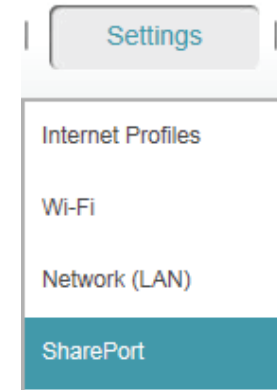 Settings
Internet Profiles
Wi-Fi
Network (LAN)
SharePort